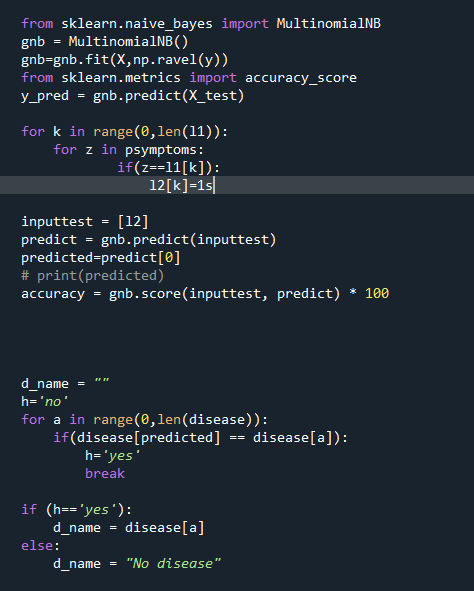 from sklearn.naive_bayes import MultinomialNB
gnb = MultinomialNB()
gnb=gnb.fit(X,np.ravel(y))
from sklearn.metrics import accuracy_score
y_pred = gnb.predict(X_test)
for k in range(0,len(l1)):
    for z in psymptoms:
            if(z==l1[k]):
                l2[k]=1s
inputtest = [l2]
predict = gnb.predict(inputtest)
predicted=predict[0]
# print(predicted)
accuracy = gnb.score(inputtest, predict) * 100
d_name = ""
h='no'
for a in range(0,len(disease)):
    if(disease[predicted] == disease[a]):
        h='yes'
        break
if (h=='yes'):
    d_name = disease[a]
else:
    d_name = "No disease"